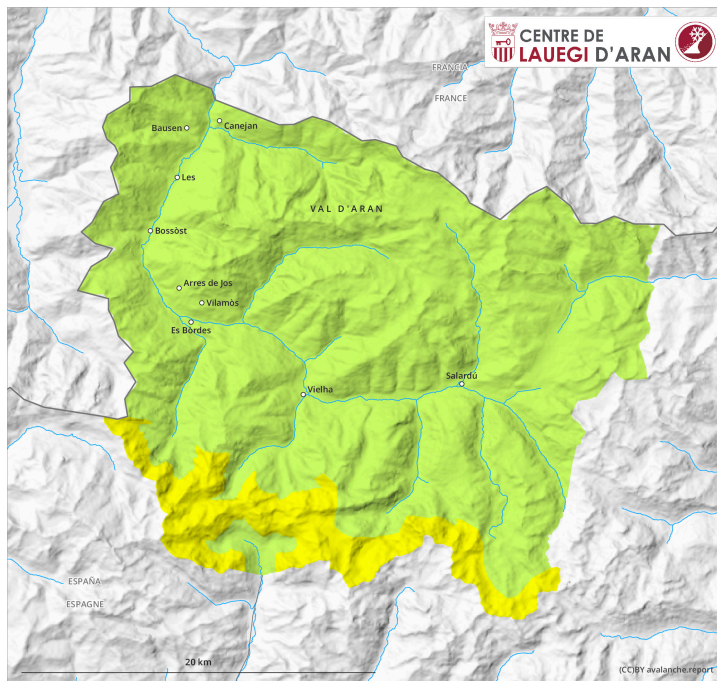 CENTRE DE
LAUEGI D'ARAN
FRANCIA
FRANCE
Bausen
Canejan
Les
VAL D'ARAN
Bossòst
Arres de Jos
Vilamòs
Es Bòrdes
Salardú
Vielha
ESPAÑA
ESPAGNE
20 km
(CC)BY avalanche.report